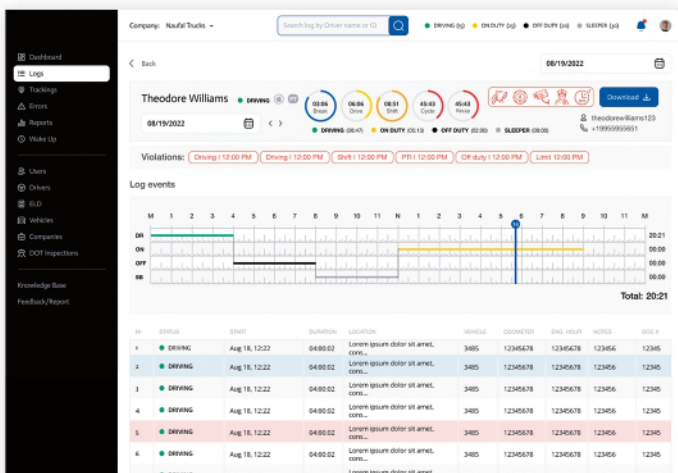 Company: Naufal Trucks
Search log by Driver name or ID
DRIVING ON DUTY OFF DUTY SLEEPER
Dashboard
Logs
Trackings
Errors
Reports
Wake Up
Users
Drivers
ELD
Vehicles
Companies
DOT Inspections
Knowledge Base
Feedback/Report
Back
08/19/2022
Theodore Williams DRIVING
08/19/2022
03:06 Break
06:06 Drive
08:51 Shift
45:43 Cycle
45:43
Download
theodorewilliams123
+19955955651
DRIVING (05:47) ON DUTY (05:13) OFF DUTY (02:00) SLEEPER (08:00)
Violations: Driving | 12:00 PM Driving | 12:00 PM Shift | 12:00 PM PTI | 12:00 PM Off duty | 12:00 PM Limit 12:00 PM
Log events
M 1 2 3 4 5 6 7 8 9 10 11 N 1 2 3 4 5 6 7 8 9 10 11 M
DR 20:21
ON 00:00
OFF 00:00
SB 00:00
Total: 20:21
STATUS START DURATION LOCATION VEHICLE ODOMETER ENG. HOUR NOTES DOC #
1 DRIVING Aug 18, 12:22 04:00:02 Lorem ipsum dolor sit amet, cons... 3485 12345678 12345678 123456 12345
2 DRIVING Aug 18, 12:22 04:00:02 Lorem ipsum dolor sit amet, cons... 3485 12345678 12345678 123456 12345
3 DRIVING Aug 18, 12:22 04:00:02 Lorem ipsum dolor sit amet, cons... 3485 12345678 12345678 123456 12345
4 DRIVING Aug 18, 12:22 04:00:02 Lorem ipsum dolor sit amet, cons... 3485 12345678 12345678 123456 12345
5 DRIVING Aug 18, 12:22 04:00:02 Lorem ipsum dolor sit amet, cons... 3485 12345678 12345678 123456 12345
6 DRIVING Aug 18, 12:22 04:00:02 Lorem ipsum dolor sit amet, cons... 3485 12345678 12345678 123456 12345